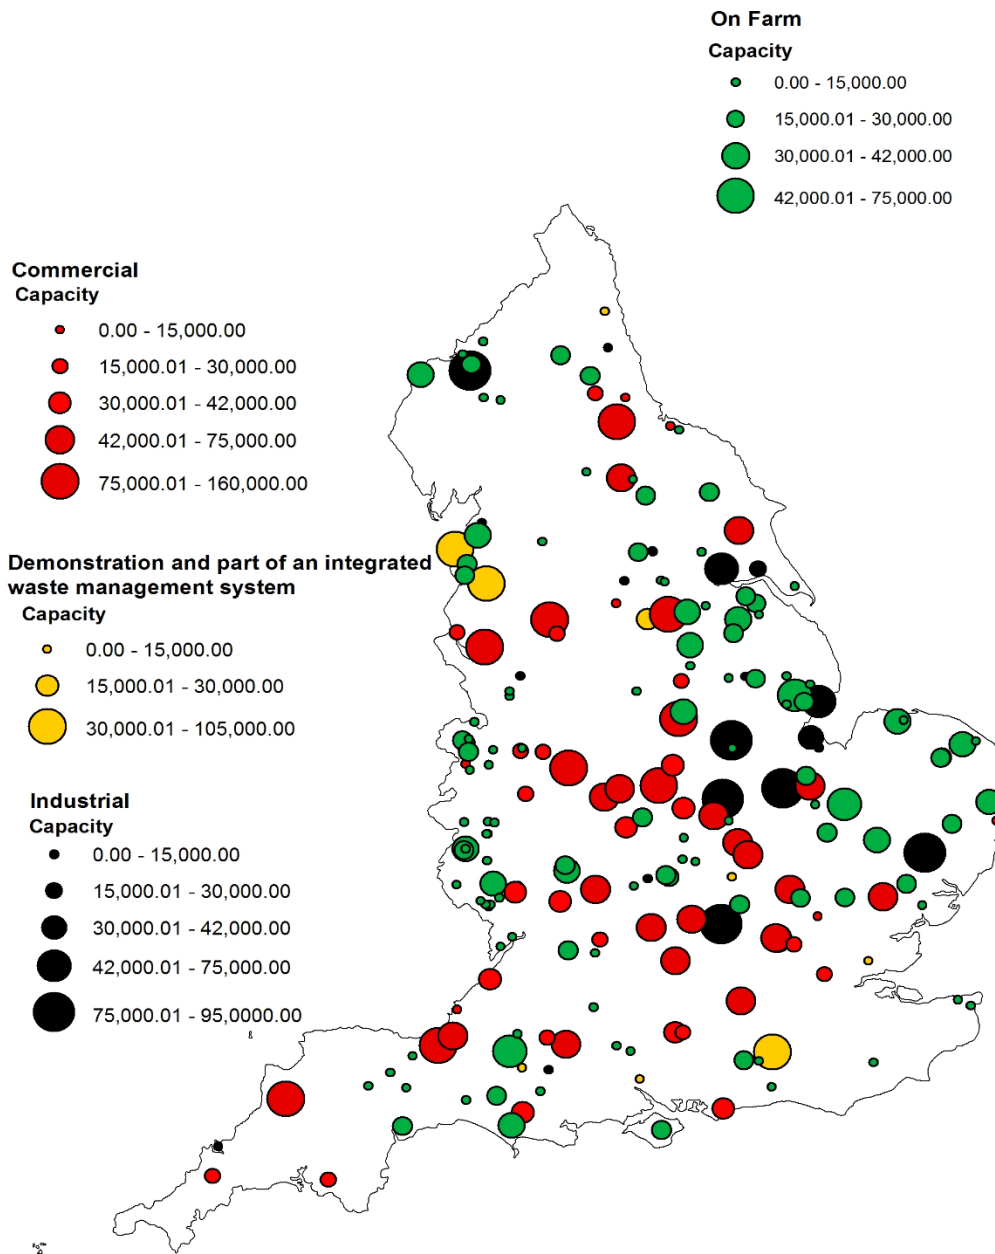 On Farm
Capacity
0.00 - 15,000.00
15,000.01 - 30,000.00
30,000.01 - 42,000.00
42,000.01 - 75,000.00
Commercial
Capacity
0.00 - 15,000.00
15,000.01 - 30,000.00
30,000.01 - 42,000.00
42,000.01 - 75,000.00
75,000.01 - 160,000.00
Demonstration and part of an integrated
waste management system
Capacity
0.00 - 15,000.00
15,000.01 - 30,000.00
30,000.01 - 105,000.00
Industrial
Capacity
0.00 - 15,000.00
15,000.01 - 30,000.00
30,000.01 - 42,000.00
42,000.01 - 75,000.00
75,000.01 - 95,0000.00